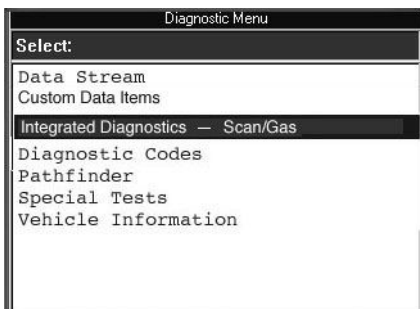 Diagnostic Menu
Select:
Data Stream
Custom Data Items
Integrated Diagnostics — Scan/Gas
Diagnostic Codes
Pathfinder
Special Tests
Vehicle Information